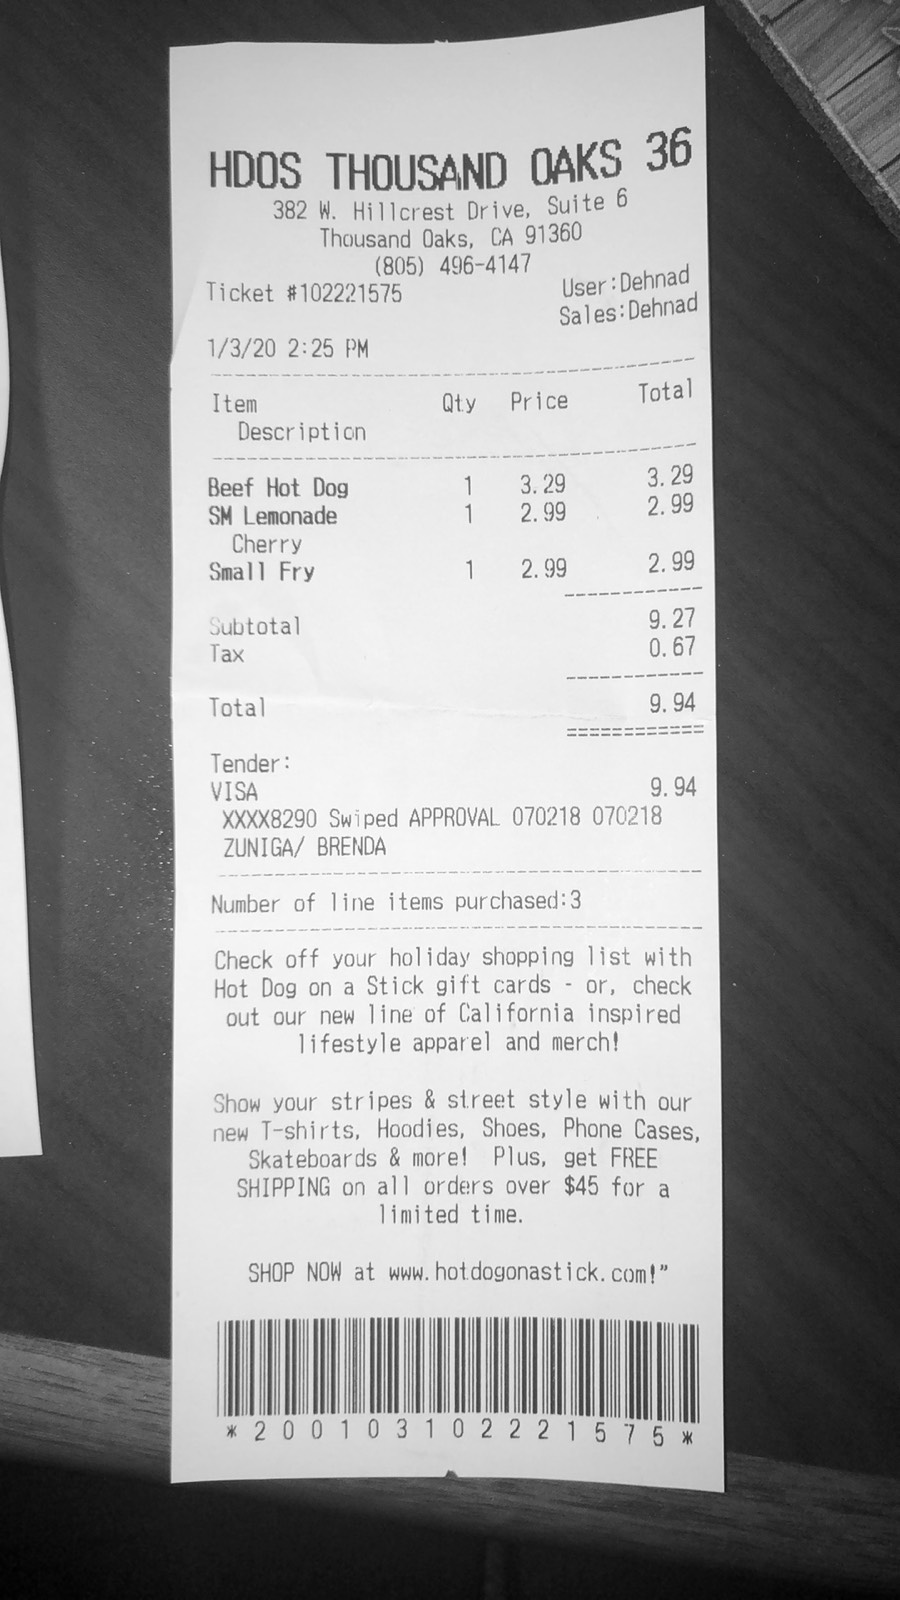 HDOS THOUSAND OAKS 36
382 W. Hillcrest Drive, Suite 6
Thousand Oaks, CA 91360
(805) 496-4147
Ticket #102221575 User:Dehnad
Sales:Dehnad
1/3/20 2:25 PM
Item Qty Price Total
Description
Beef Hot Dog 1 3.29 3.29
SM Lemonade 1 2.99 2.99
Cherry
Small Fry 1 2.99 2.99
Subtotal 9.27
Tax 0.67
Total 9.94
Tender:
VISA 9.94
XXXX8290 Swiped APPROVAL 070218 070218
ZUNIGA/ BRENDA
Number of line items purchased:3
Check off your holiday shopping list with
Hot Dog on a Stick gift cards - or, check
out our new line of California inspired
lifestyle apparel and merch!
Show your stripes & street style with our
new T-shirts, Hoodies, Shoes, Phone Cases,
Skateboards & more! Plus, get FREE
SHIPPING on all orders over $45 for a
limited time.
SHOP NOW at www.hotdogonastick.com!"
*200103102221575*